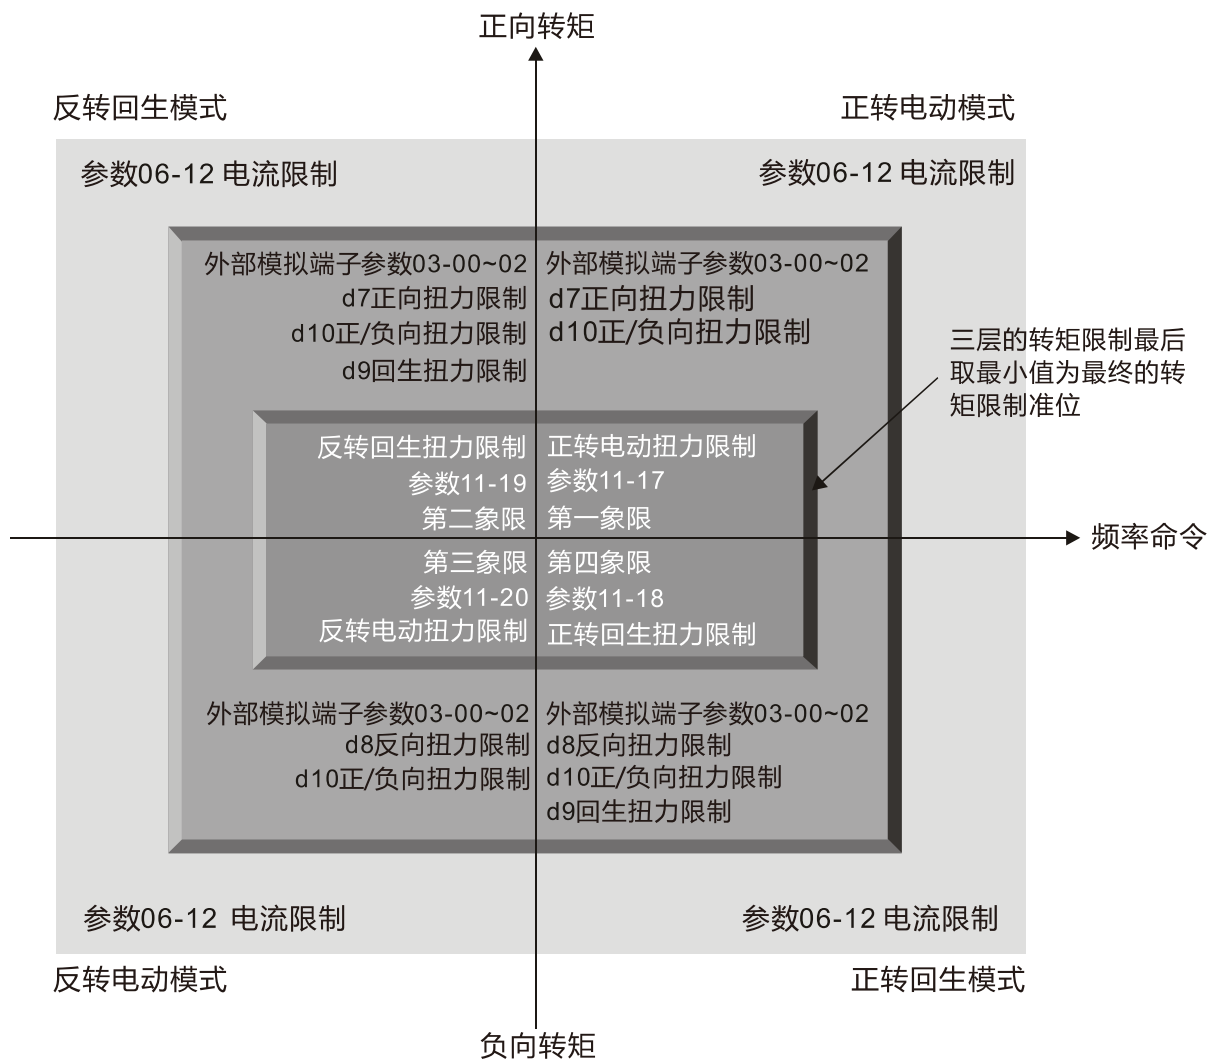 正向转矩
反转回生模式
正转电动模式
参数06-12 电流限制
参数06-12 电流限制
外部模拟端子参数03-00~02
d7正向扭力限制
d10正/负向扭力限制
d9回生扭力限制
外部模拟端子参数03-00~02
d7正向扭力限制
d10正/负向扭力限制
三层的转矩限制最后
取最小值为最终的转
矩限制准位
反转回生扭力限制
参数11-19
第二象限
正转电动扭力限制
参数11-17
第一象限
频率命令
第三象限
参数11-20
反转电动扭力限制
第四象限
参数11-18
正转回生扭力限制
外部模拟端子参数03-00~02
d8反向扭力限制
d10正/负向扭力限制
外部模拟端子参数03-00~02
d8反向扭力限制
d10正/负向扭力限制
d9回生扭力限制
参数06-12 电流限制
参数06-12 电流限制
反转电动模式
正转回生模式
负向转矩